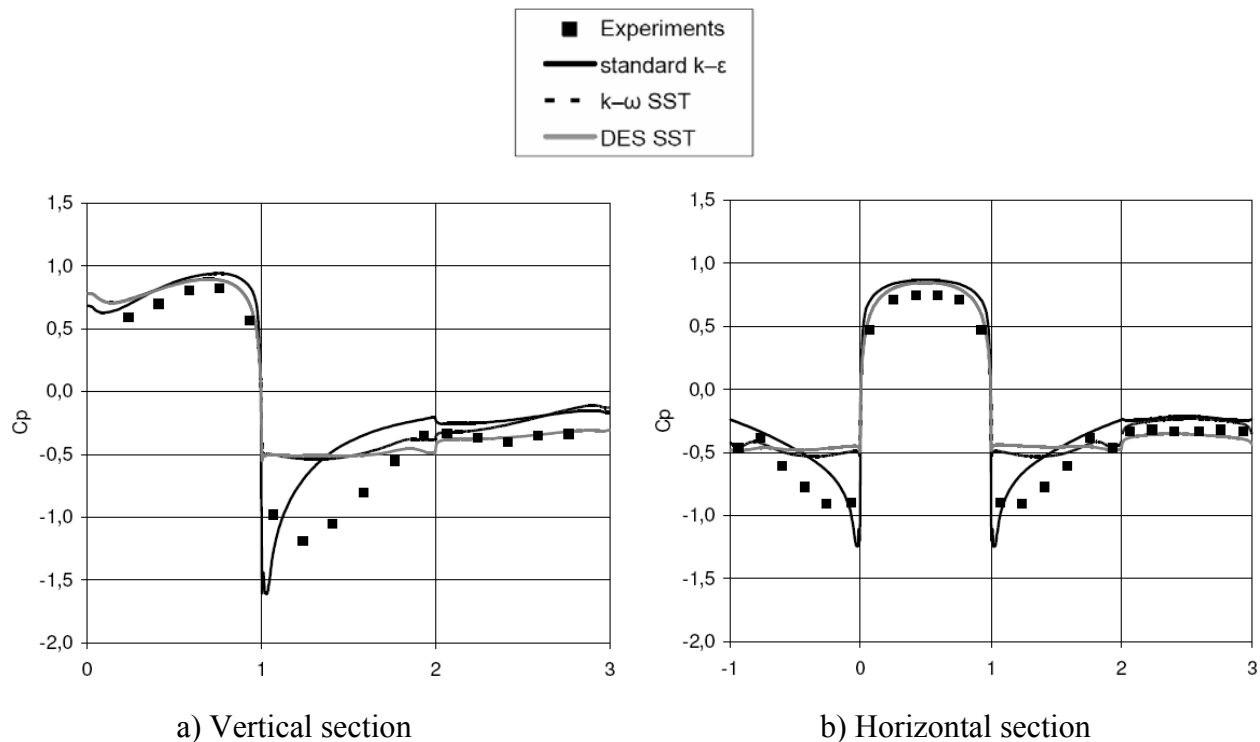 Experiments
standard k–ε
k–ω SST
DES SST
1,5
1,0
0,5
0,0
-0,5
-1,0
-1,5
-2,0
Cp
0 1 2 3
a) Vertical section
1,5
1,0
0,5
0,0
-0,5
-1,0
-1,5
-2,0
Cp
-1 0 1 2 3
b) Horizontal section